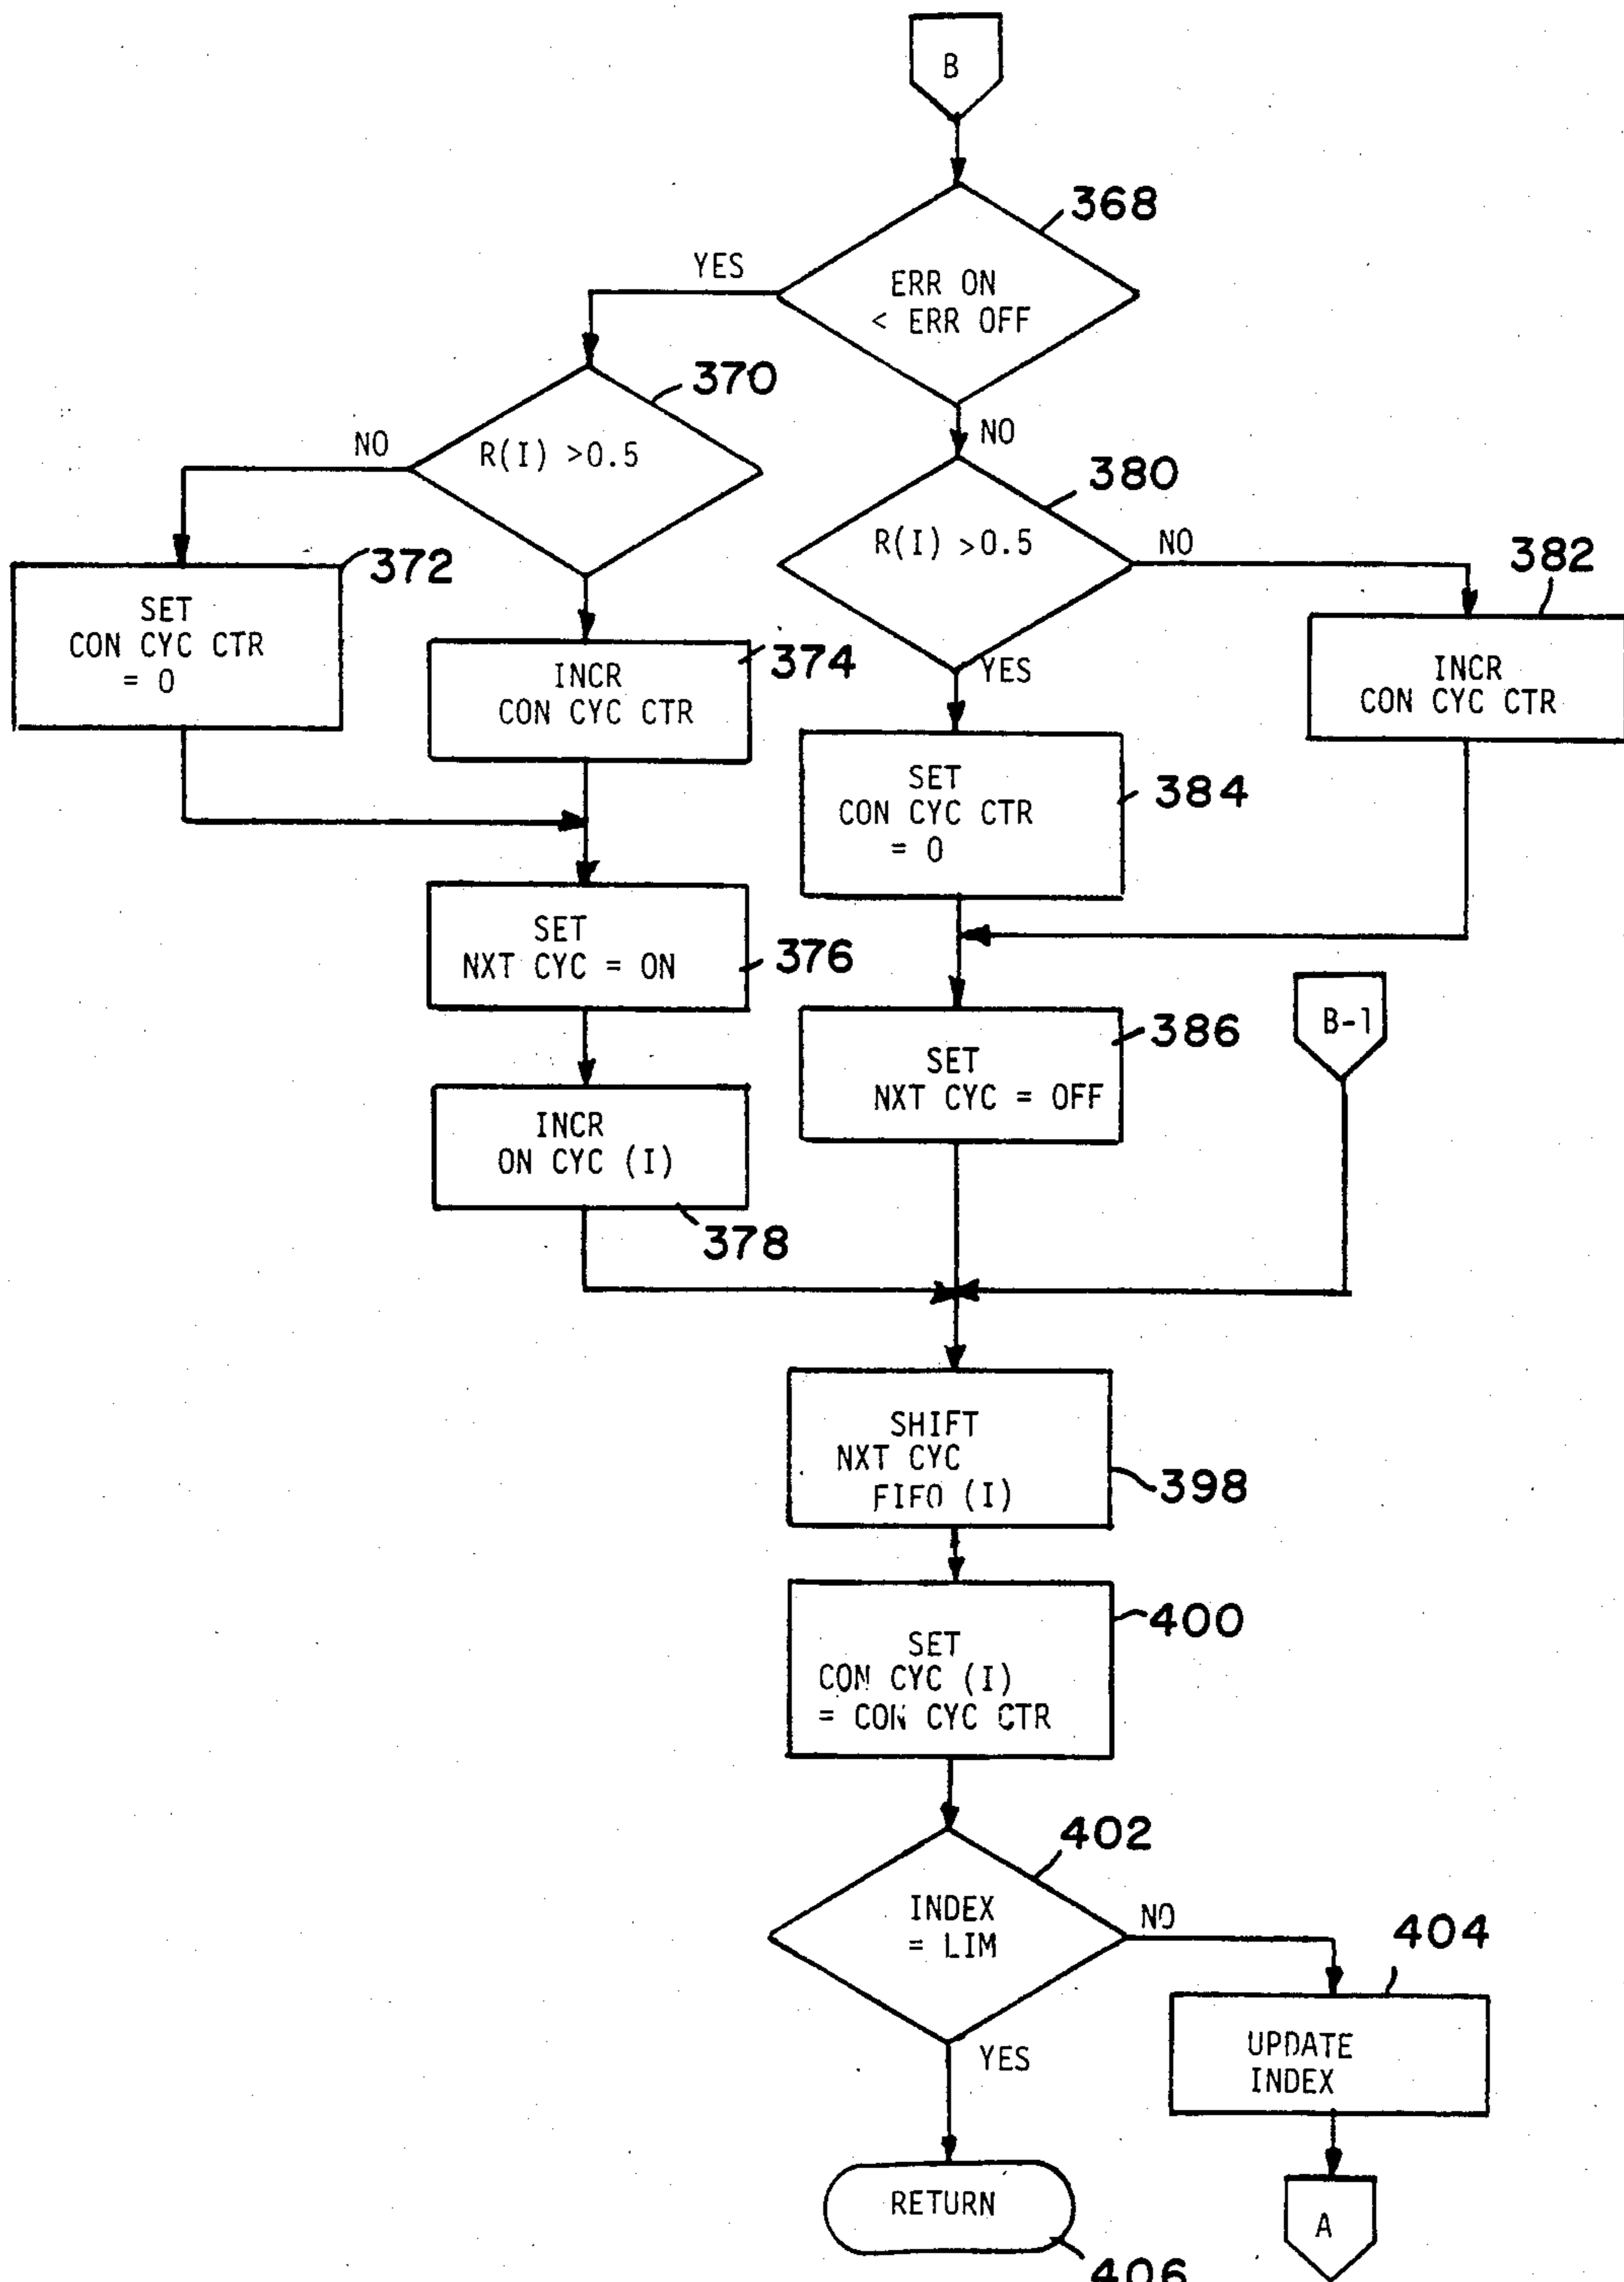 B
368
ERR ON
< ERR OFF
YES
NO
370
R(I) >0.5
NO
380
R(I) >0.5
NO
YES
372
SET
CON CYC CTR
= 0
374
INCR
CON CYC CTR
382
INCR
CON CYC CTR
384
SET
CON CYC CTR
= 0
376
SET
NXT CYC = ON
386
SET
NXT CYC = OFF
B-1
INCR
ON CYC (I)
378
SHIFT
NXT CYC
FIFO (I)
398
400
SET
CON CYC (I)
= CON CYC CTR
402
INDEX
= LIM
NO
YES
404
UPDATE
INDEX
RETURN
406
A